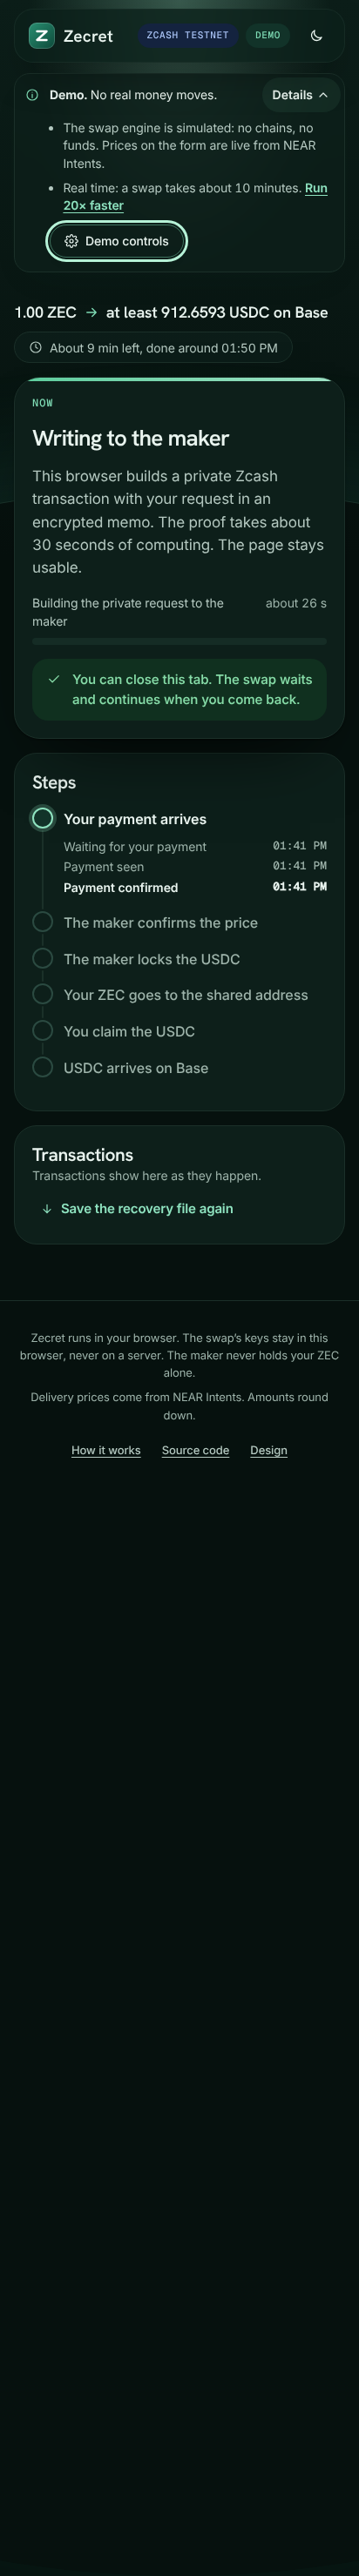 Z Zecret ZCASH TESTNET DEMO
Demo. No real money moves. Details
• The swap engine is simulated: no chains, no
funds. Prices on the form are live from NEAR
Intents.
• Real time: a swap takes about 10 minutes. Run
20× faster
Demo controls
1.00 ZEC → at least 912.6593 USDC on Base
About 9 min left, done around 01:50 PM
NOW
Writing to the maker
This browser builds a private Zcash
transaction with your request in an
encrypted memo. The proof takes about
30 seconds of computing. The page stays
usable.
Building the private request to the about 26 s
maker
You can close this tab. The swap waits
and continues when you come back.
Steps
Your payment arrives
Waiting for your payment 01:41 PM
Payment seen 01:41 PM
Payment confirmed 01:41 PM
The maker confirms the price
The maker locks the USDC
Your ZEC goes to the shared address
You claim the USDC
USDC arrives on Base
Transactions
Transactions show here as they happen.
↓ Save the recovery file again
Zecret runs in your browser. The swap's keys stay in this
browser, never on a server. The maker never holds your ZEC
alone.
Delivery prices come from NEAR Intents. Amounts round
down.
How it works Source code Design